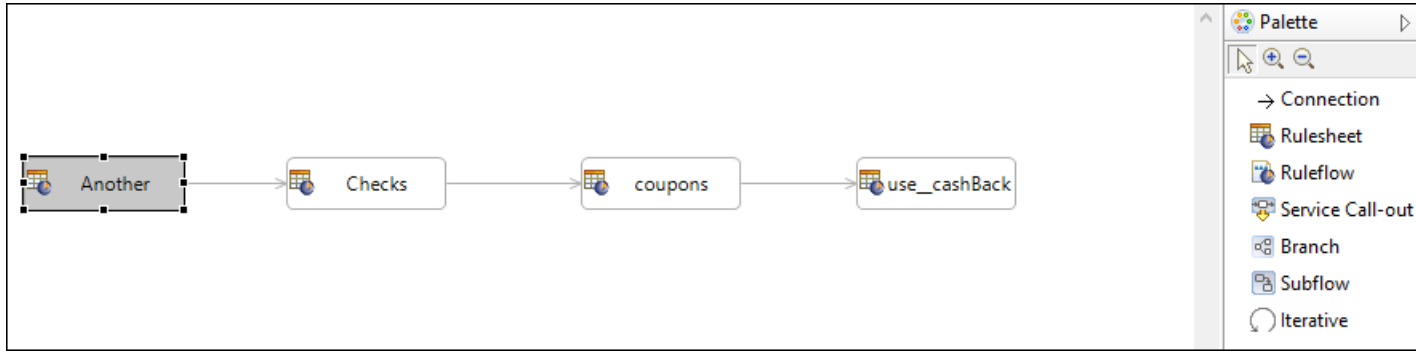 Another
Checks
coupons
use__cashBack
Palette
Connection
Rulesheet
Ruleflow
Service Call-out
Branch
Subflow
Iterative